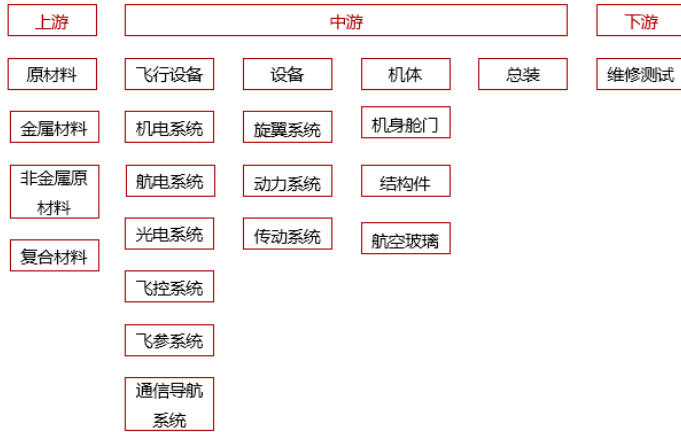 上游
中游
下游
原材料
飞行设备
设备
机体
总装
维修测试
金属材料
机电系统
旋翼系统
机身舱门
非金属原
材料
航电系统
动力系统
结构件
复合材料
光电系统
传动系统
航空玻璃
飞控系统
飞参系统
通信导航
系统